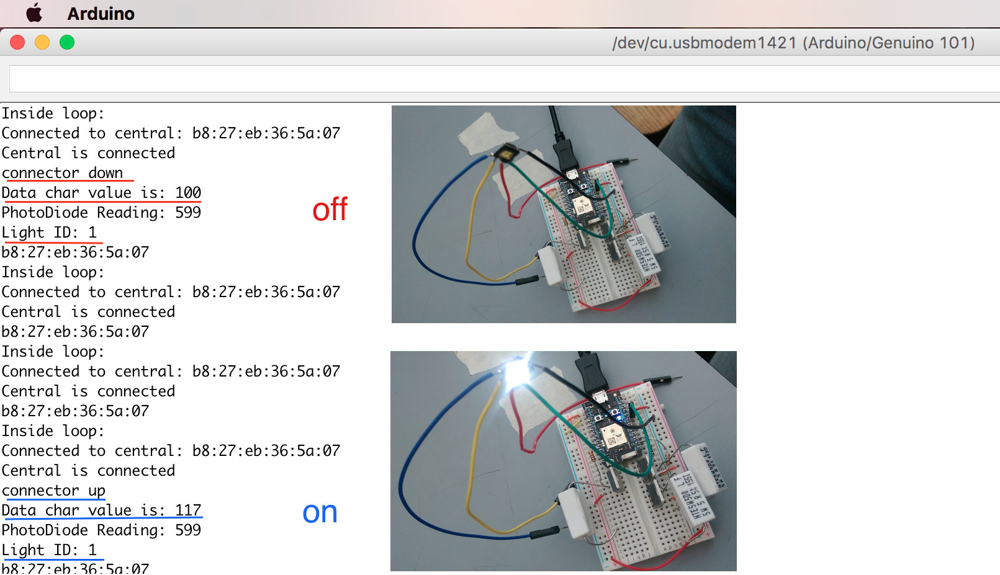 Arduino
/dev/cu.usbmodem1421 (Arduino/Genuino 101)
Inside loop:
Connected to central: b8:27:eb:36:5a:07
Central is connected
connector down
Data char value is: 100
PhotoDiode Reading: 599
Light ID: 1
b8:27:eb:36:5a:07
Inside loop:
Connected to central: b8:27:eb:36:5a:07
Central is connected
b8:27:eb:36:5a:07
Inside loop:
Connected to central: b8:27:eb:36:5a:07
Central is connected
b8:27:eb:36:5a:07
Inside loop:
Connected to central: b8:27:eb:36:5a:07
Central is connected
connector up
Data char value is: 117
PhotoDiode Reading: 599
Light ID: 1
b8:27:eb:36:5a:07
off
on